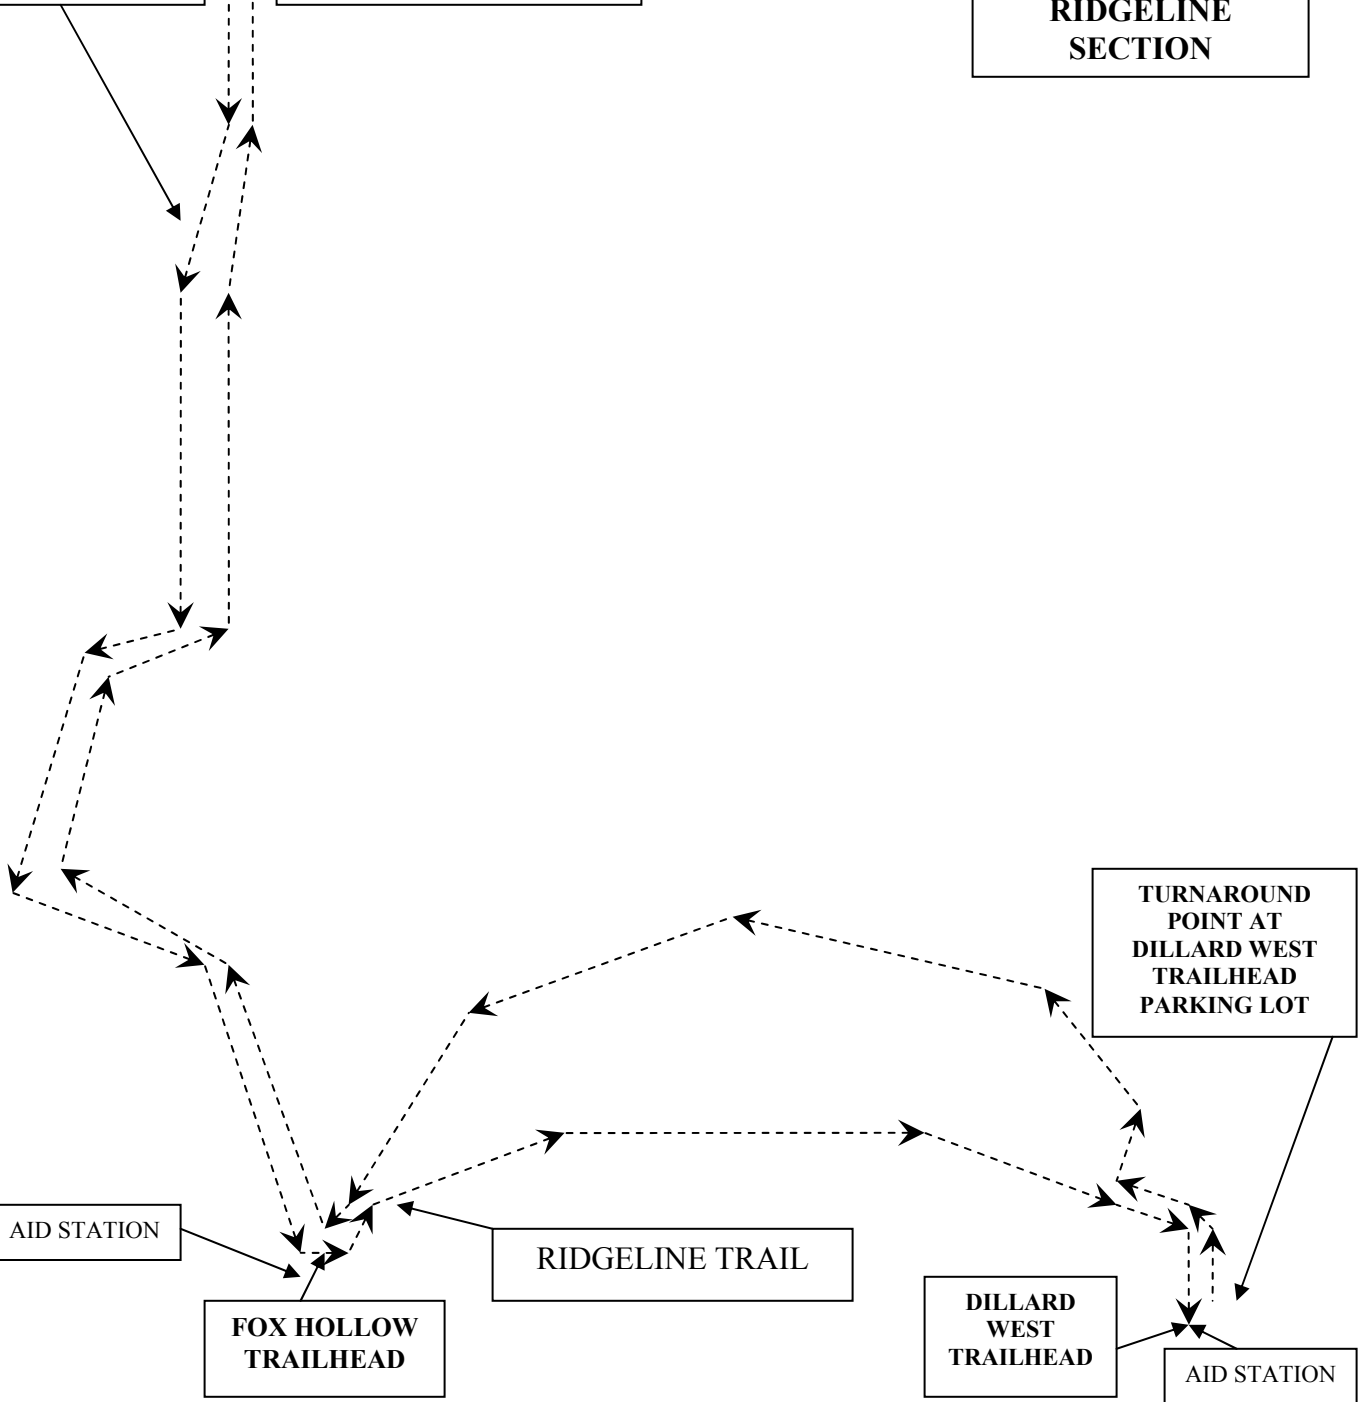 RIDGELINE
SECTION
TURNAROUND
POINT AT
DILLARD WEST
TRAILHEAD
PARKING LOT
AID STATION
RIDGELINE TRAIL
FOX HOLLOW
TRAILHEAD
DILLARD
WEST
TRAILHEAD
AID STATION